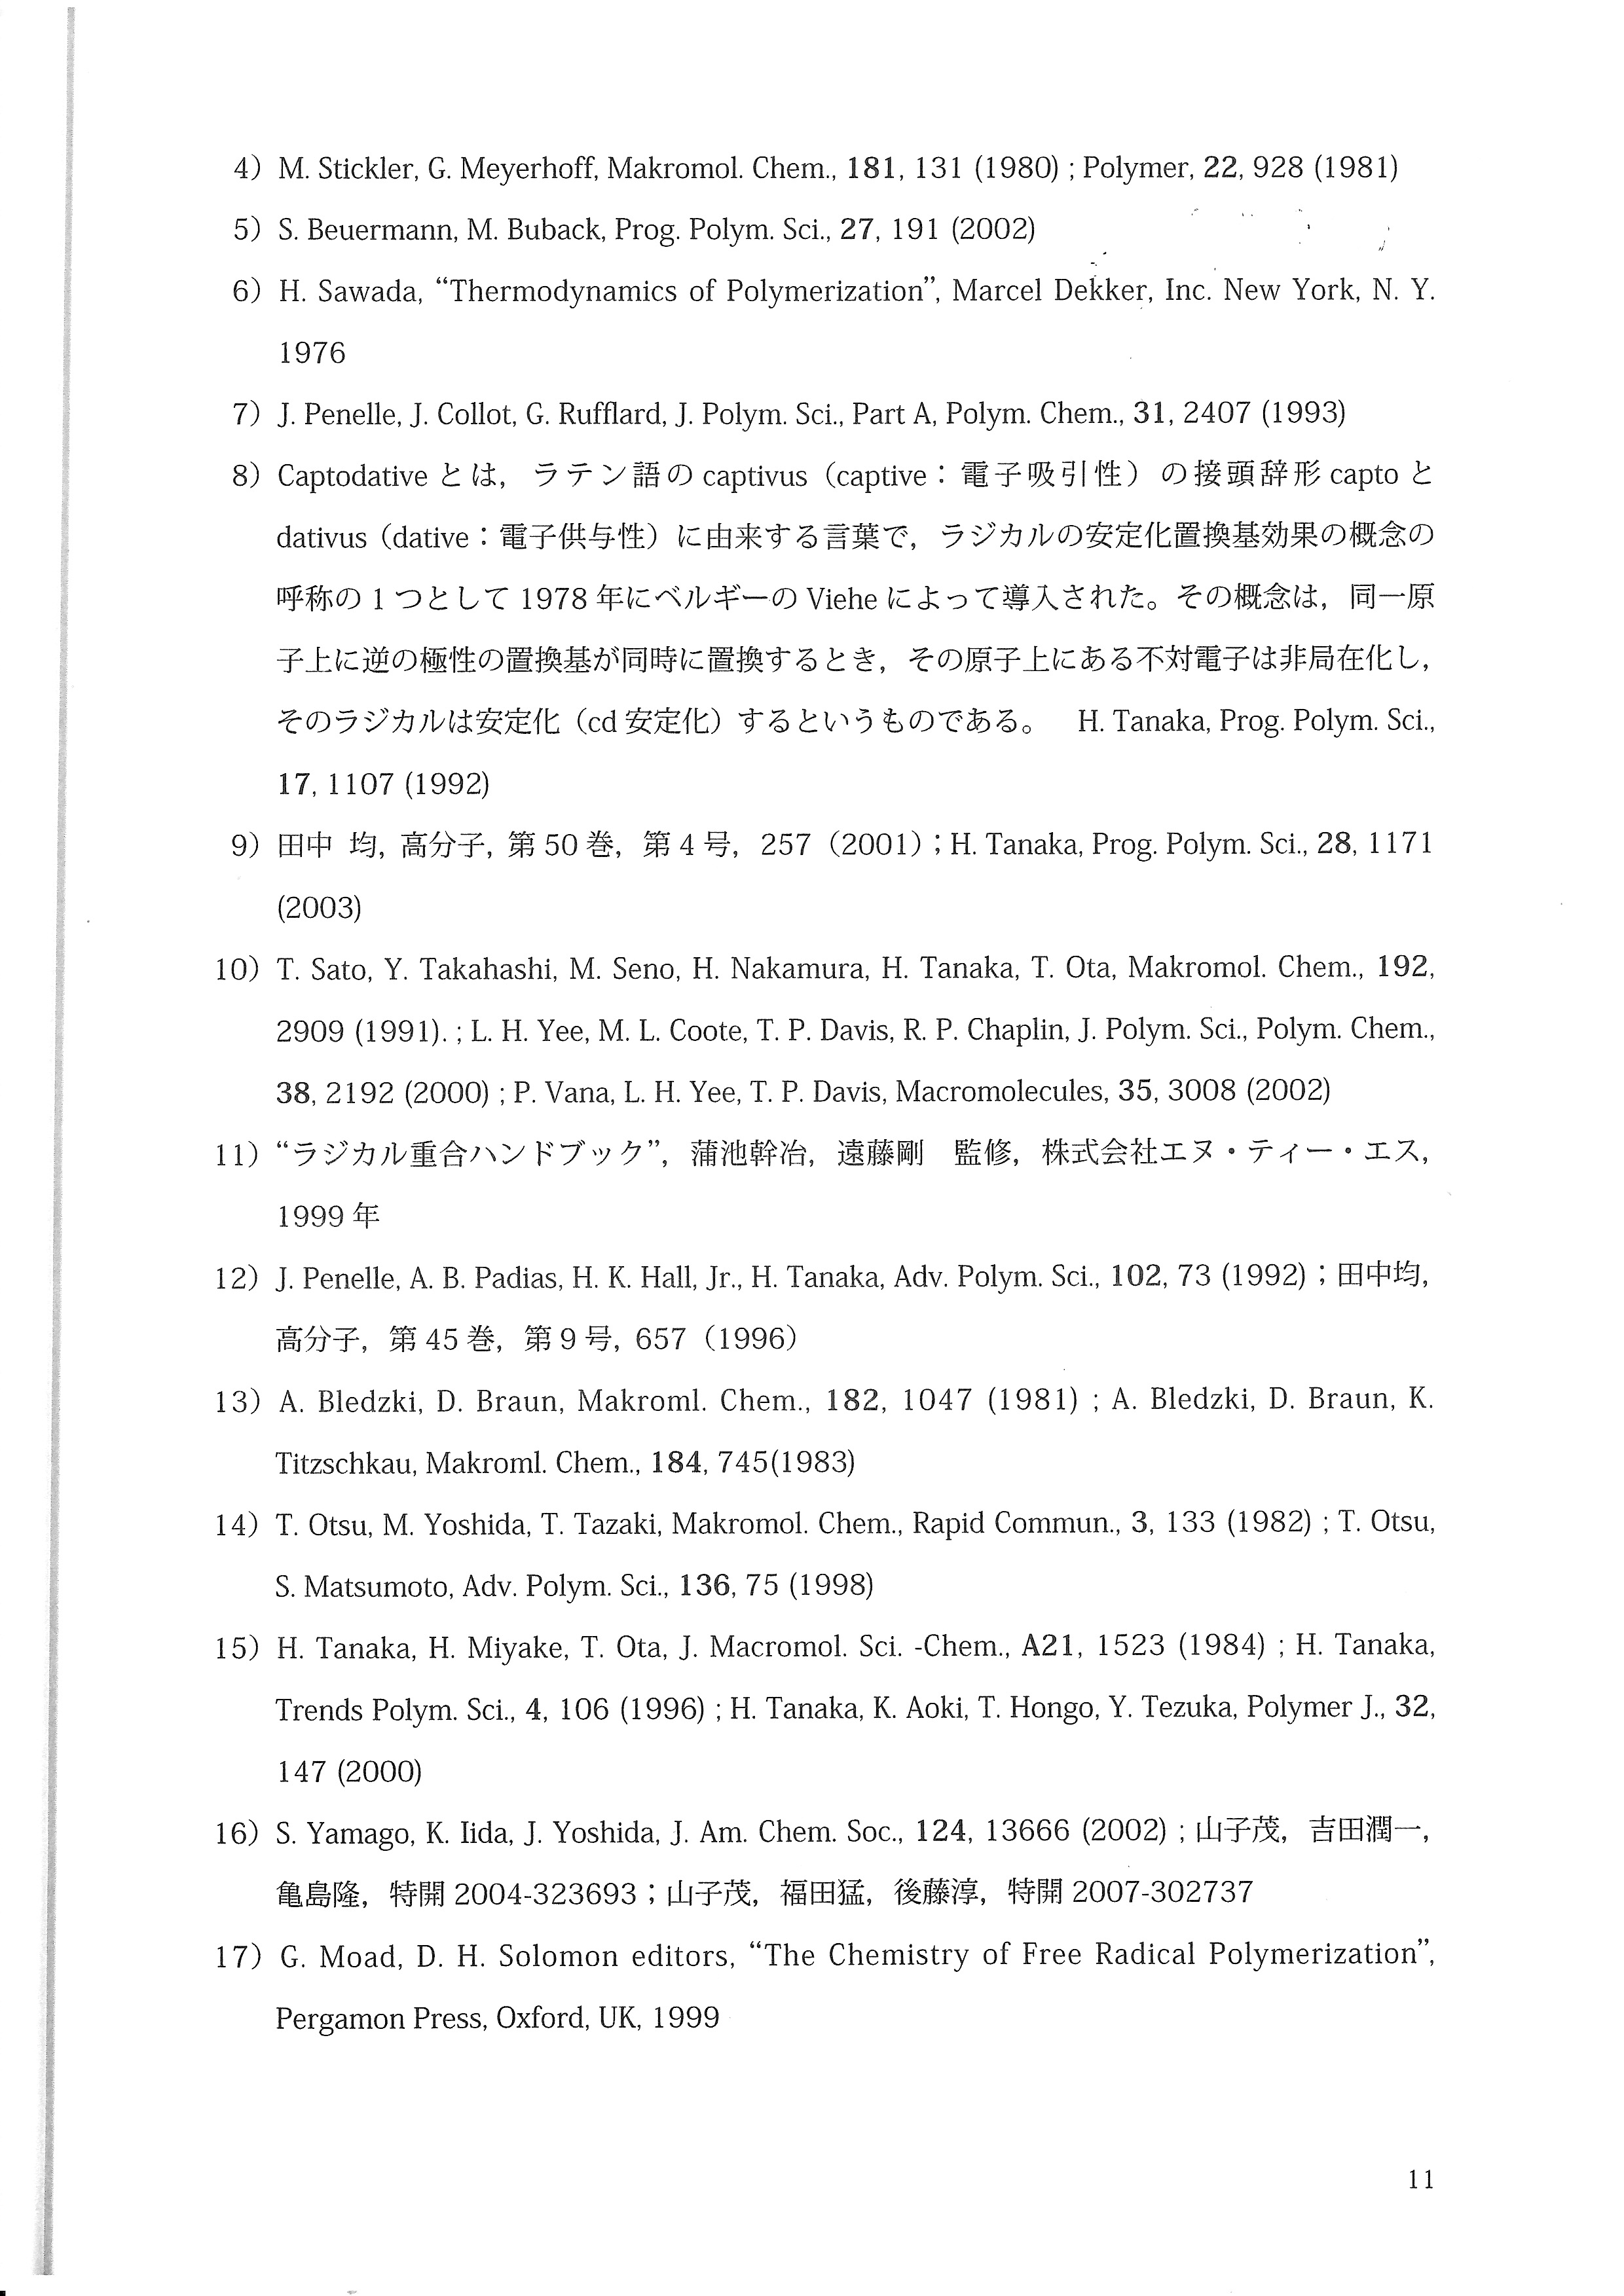 4) M. Stickler, G. Meyerhoff, Makromol. Chem., 181, 131 (1980) ; Polymer, 22, 928 (1981)
5) S. Beuermann, M. Buback, Prog. Polym. Sci., 27, 191 (2002)
6) H. Sawada, “Thermodynamics of Polymerization”, Marcel Dekker, Inc. New York, N. Y.
1976
7) J. Penelle, J. Collot, G. Rufflard, J. Polym. Sci., Part A, Polym. Chem., 31, 2407 (1993)
8) Captodative とは，ラテン語の captivus（captive：電子吸引性）の接頭辞形 capto と
dativus（dative：電子供与性）に由来する言葉で，ラジカルの安定化置換基効果の概念の
呼称の 1 つとして 1978 年にベルギーの Viehe によって導入された。その概念は，同一原
子上に逆の極性の置換基が同時に置換するとき，その原子上にある不対電子は非局在化し，
そのラジカルは安定化（cd 安定化）するというものである。　H. Tanaka, Prog. Polym. Sci.,
17, 1107 (1992)
9) 田中 均，高分子，第 50 巻，第 4 号，257（2001）; H. Tanaka, Prog. Polym. Sci., 28, 1171
(2003)
10) T. Sato, Y. Takahashi, M. Seno, H. Nakamura, H. Tanaka, T. Ota, Makromol. Chem., 192,
2909 (1991). ; L. H. Yee, M. L. Coote, T. P. Davis, R. P. Chaplin, J. Polym. Sci., Polym. Chem.,
38, 2192 (2000) ; P. Vana, L. H. Yee, T. P. Davis, Macromolecules, 35, 3008 (2002)
11) “ラジカル重合ハンドブック”，蒲池幹冶，遠藤剛　監修，株式会社エヌ・ティー・エス，
1999 年
12) J. Penelle, A. B. Padias, H. K. Hall, Jr., H. Tanaka, Adv. Polym. Sci., 102, 73 (1992)；田中均，
高分子，第 45 巻，第 9 号，657（1996）
13) A. Bledzki, D. Braun, Makroml. Chem., 182, 1047 (1981) ; A. Bledzki, D. Braun, K.
Titzschkau, Makroml. Chem., 184, 745(1983)
14) T. Otsu, M. Yoshida, T. Tazaki, Makromol. Chem., Rapid Commun., 3, 133 (1982) ; T. Otsu,
S. Matsumoto, Adv. Polym. Sci., 136, 75 (1998)
15) H. Tanaka, H. Miyake, T. Ota, J. Macromol. Sci. -Chem., A21, 1523 (1984) ; H. Tanaka,
Trends Polym. Sci., 4, 106 (1996) ; H. Tanaka, K. Aoki, T. Hongo, Y. Tezuka, Polymer J., 32,
147 (2000)
16) S. Yamago, K. Iida, J. Yoshida, J. Am. Chem. Soc., 124, 13666 (2002) ; 山子茂，吉田潤一，
亀島隆，特開 2004-323693；山子茂，福田猛，後藤淳，特開 2007-302737
17) G. Moad, D. H. Solomon editors, “The Chemistry of Free Radical Polymerization”,
Pergamon Press, Oxford, UK, 1999
11